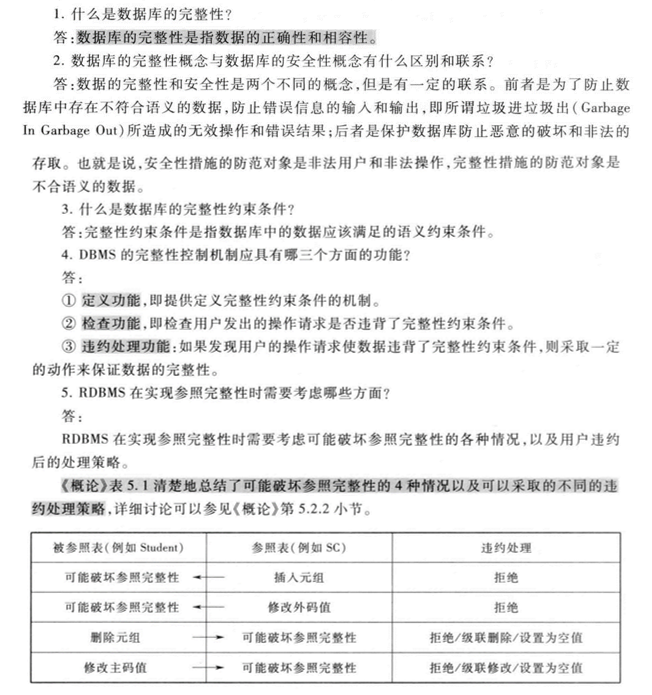 1. 什么是数据库的完整性?
答:数据库的完整性是指数据的正确性和相容性。
2. 数据库的完整性概念与数据库的安全性概念有什么区别和联系?
答:数据的完整性和安全性是两个不同的概念,但是有一定的联系。前者是为了防止数
据库中存在不符合语义的数据,防止错误信息的输入和输出,即所谓垃圾进垃圾出(Garbage
In Garbage Out)所造成的无效操作和错误结果;后者是保护数据库防止恶意的破坏和非法的
存取。也就是说,安全性措施的防范对象是非法用户和非法操作,完整性措施的防范对象是
不合语义的数据。
3. 什么是数据库的完整性约束条件?
答:完整性约束条件是指数据库中的数据应该满足的语义约束条件。
4. DBMS 的完整性控制机制应具有哪三个方面的功能?
答:
① 定义功能,即提供定义完整性约束条件的机制。
② 检查功能,即检查用户发出的操作请求是否违背了完整性约束条件。
③ 违约处理功能:如果发现用户的操作请求使数据违背了完整性约束条件,则采取一定
的动作来保证数据的完整性。
5. RDBMS 在实现参照完整性时需要考虑哪些方面?
答:
RDBMS 在实现参照完整性时需要考虑可能破坏参照完整性的各种情况,以及用户违约
后的处理策略。
《概论》表 5.1 清楚地总结了可能破坏参照完整性的 4 种情况以及可以采取的不同的违
约处理策略,详细讨论可以参见《概论》第 5.2.2 小节。
被参照表(例如 Student) 参照表(例如 SC) 违约处理
可能破坏参照完整性 ← 插入元组 拒绝
可能破坏参照完整性 ← 修改外码值 拒绝
删除元组 → 可能破坏参照完整性 拒绝/级联删除/设置为空值
修改主码值 → 可能破坏参照完整性 拒绝/级联修改/设置为空值